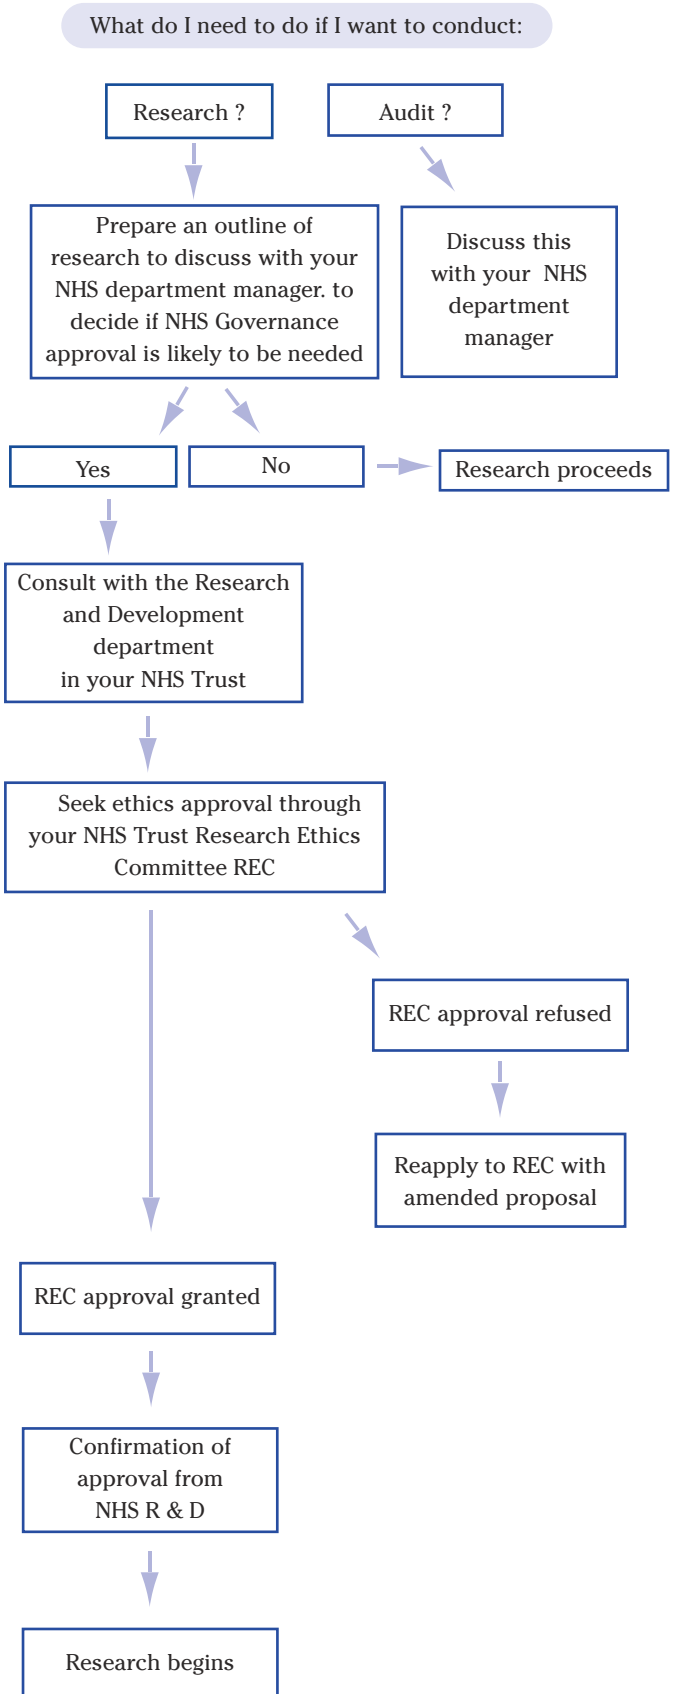 What do I need to do if I want to conduct:
Research ?
Audit ?
Prepare an outline of
research to discuss with your
NHS department manager. to
decide if NHS Governance
approval is likely to be needed
Discuss this
with your NHS
department
manager
Yes
No
Research proceeds
Consult with the Research
and Development
department
in your NHS Trust
Seek ethics approval through
your NHS Trust Research Ethics
Committee REC
REC approval refused
Reapply to REC with
amended proposal
REC approval granted
Confirmation of
approval from
NHS R & D
Research begins